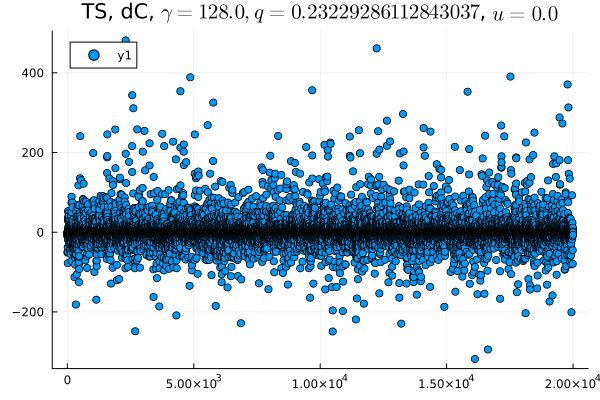 TS, dC, γ = 128.0, q = 0.23229286112843037, u = 0.0
y1
400
200
0
−200
0 5.00×10³ 1.00×10⁴ 1.50×10⁴ 2.00×10⁴